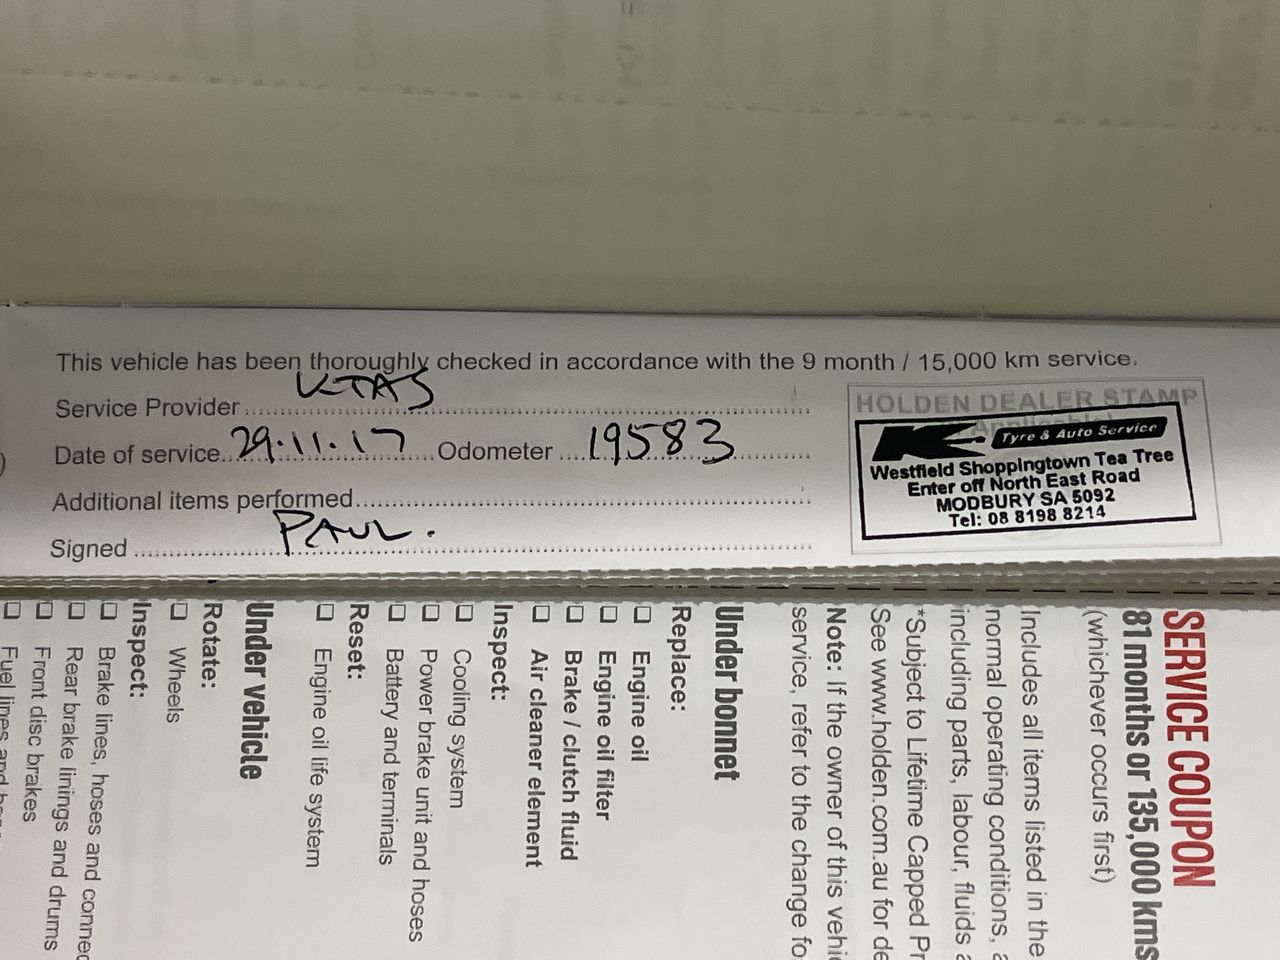 This vehicle has been thoroughly checked in accordance with the 9 month / 15,000 km service.
Service Provider KTAS
Date of service 29.11.17 Odometer 19583
Additional items performed
Signed PAUL.
HOLDEN DEALER STAMP
K Tyre & Auto Service
Westfield Shoppingtown Tea Tree
Enter off North East Road
MODBURY SA 5092
Tel: 08 8198 8214
SERVICE COUPON
81 months or 135,000 kms
(whichever occurs first)
Includes all items listed in the
normal operating conditions,
including parts, labour, fluids
**Subject to Lifetime Capped Pr
See www.holden.com.au for de
Note: If the owner of this vehic
service, refer to the change fo
Under bonnet
Replace:
Engine oil
Engine oil filter
Brake / clutch fluid
Air cleaner element
Inspect:
Cooling system
Power brake unit and hoses
Battery and terminals
Reset:
Engine oil life system
Under vehicle
Rotate:
Wheels
Inspect:
Brake lines, hoses and connec
Rear brake linings and drums
Front disc brakes
Fuel lines and